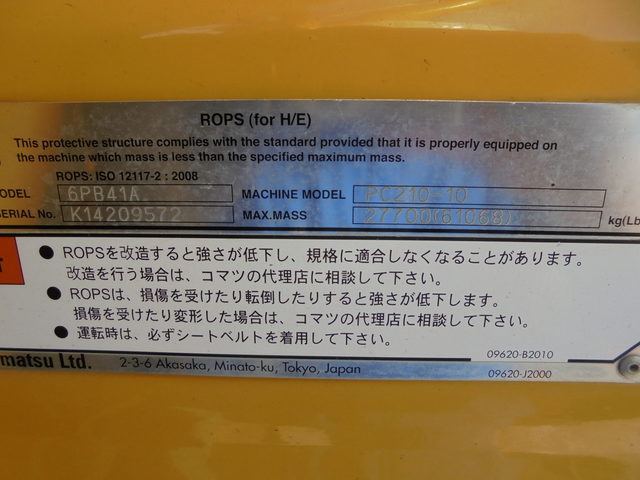 ROPS (for H/E)
This protective structure complies with the standard provided that it is properly equipped on
the machine which mass is less than the specified maximum mass.
ROPS: ISO 12117-2 : 2008
ODEL 6PB41A MACHINE MODEL PC210-10
SERIAL No. K14209572 MAX.MASS 27700(61068) kg(Lb
● ROPSを改造すると強さが低下し、規格に適合しなくなることがあります。
改造を行う場合は、コマツの代理店に相談して下さい。
● ROPSは、損傷を受けたり転倒したりすると強さが低下します。
損傷を受けたり変形した場合は、コマツの代理店に相談して下さい。
● 運転時は、必ずシートベルトを着用して下さい。
09620-B2010
matsu Ltd. 2-3-6 Akasaka, Minato-ku, Tokyo, Japan 09620-J2000